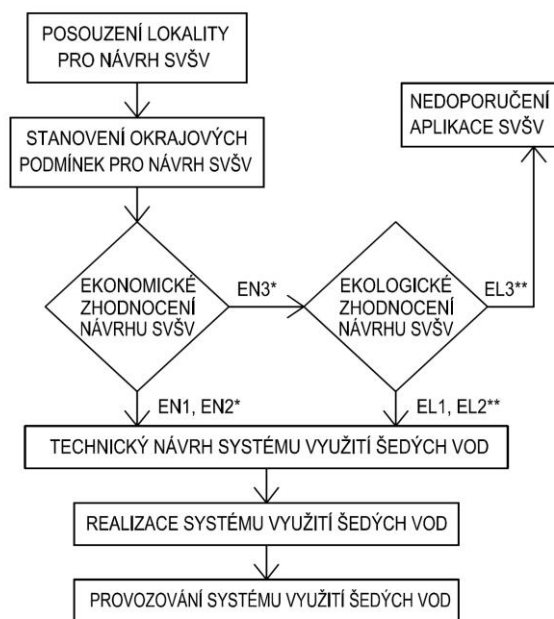 POSOUZENÍ LOKALITY
PRO NÁVRH SVŠV
NEDOPORUČENÍ
APLIKACE SVŠV
STANOVENÍ OKRAJOVÝCH
PODMÍNEK PRO NÁVRH SVŠV
EKONOMICKÉ
ZHODNOCENÍ
NÁVRHU SVŠV
EN3*
EKOLOGICKÉ
ZHODNOCENÍ
NÁVRHU SVŠV
EL3**
EN1, EN2*
EL1, EL2**
TECHNICKÝ NÁVRH SYSTÉMU VYUŽITÍ ŠEDÝCH VOD
REALIZACE SYSTÉMU VYUŽITÍ ŠEDÝCH VOD
PROVOZOVÁNÍ SYSTÉMU VYUŽITÍ ŠEDÝCH VOD